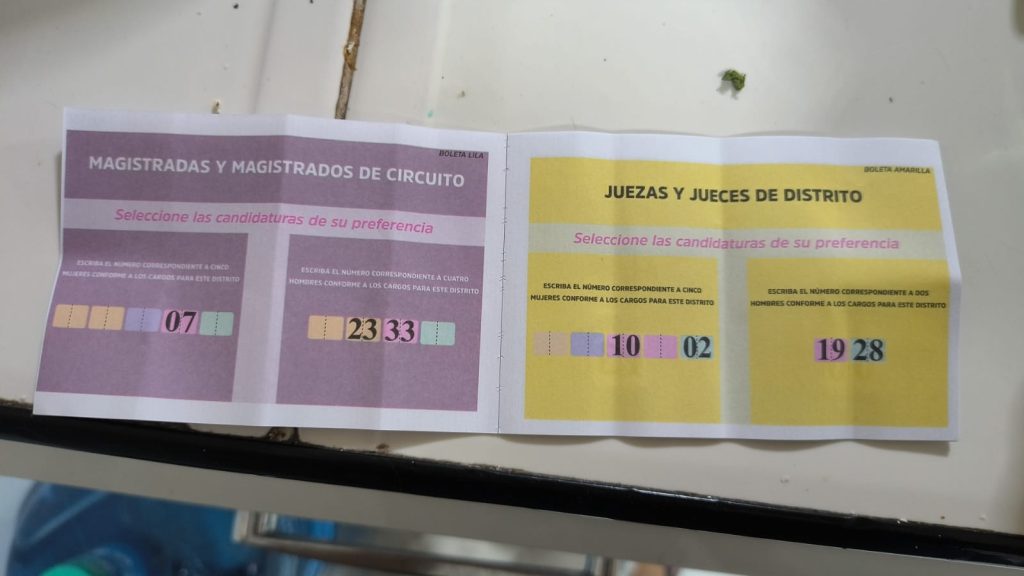 BOLETA LILA
MAGISTRADAS Y MAGISTRADOS DE CIRCUITO
Seleccione las candidaturas de su preferencia
ESCRIBA EL NÚMERO CORRESPONDIENTE A CINCO
MUJERES CONFORME A LOS CARGOS PARA ESTE DISTRITO
07
ESCRIBA EL NÚMERO CORRESPONDIENTE A CUATRO
HOMBRES CONFORME A LOS CARGOS PARA ESTE DISTRITO
23 33
BOLETA AMARILLA
JUEZAS Y JUECES DE DISTRITO
Seleccione las candidaturas de su preferencia
ESCRIBA EL NÚMERO CORRESPONDIENTE A CINCO
MUJERES CONFORME A LOS CARGOS PARA ESTE DISTRITO
10 02
ESCRIBA EL NÚMERO CORRESPONDIENTE A DOS
HOMBRES CONFORME A LOS CARGOS PARA ESTE DISTRITO
19 28